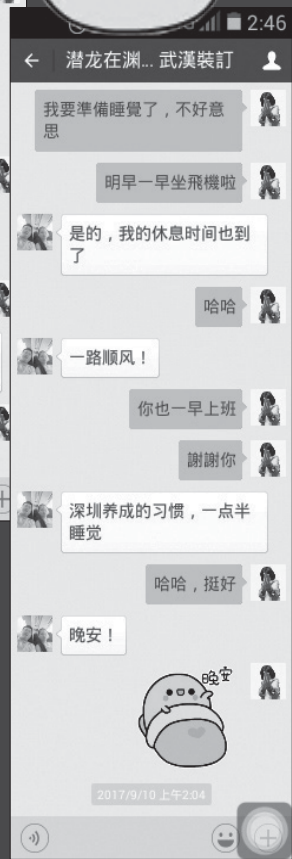 2:46
潜龙在渊... 武漢裝訂
我要準備睡覺了，不好意
思
明早一早坐飛機啦
是的，我的休息时间也到
了
哈哈
一路顺风！
你也一早上班
謝謝你
深圳养成的习惯，一点半
睡觉
哈哈，挺好
晚安！
晚安
2017/9/10 上午2:04